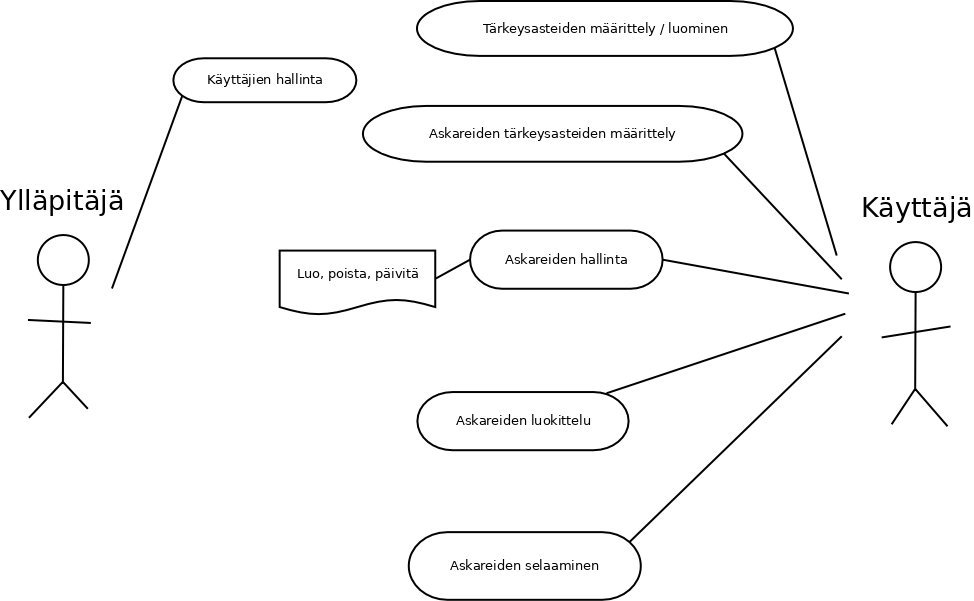 Tärkeysasteiden määrittely / luominen
Käyttäjien hallinta
Askareiden tärkeysasteiden määrittely
Ylläpitäjä
Käyttäjä
Askareiden hallinta
Luo, poista, päivitä
Askareiden luokittelu
Askareiden selaaminen